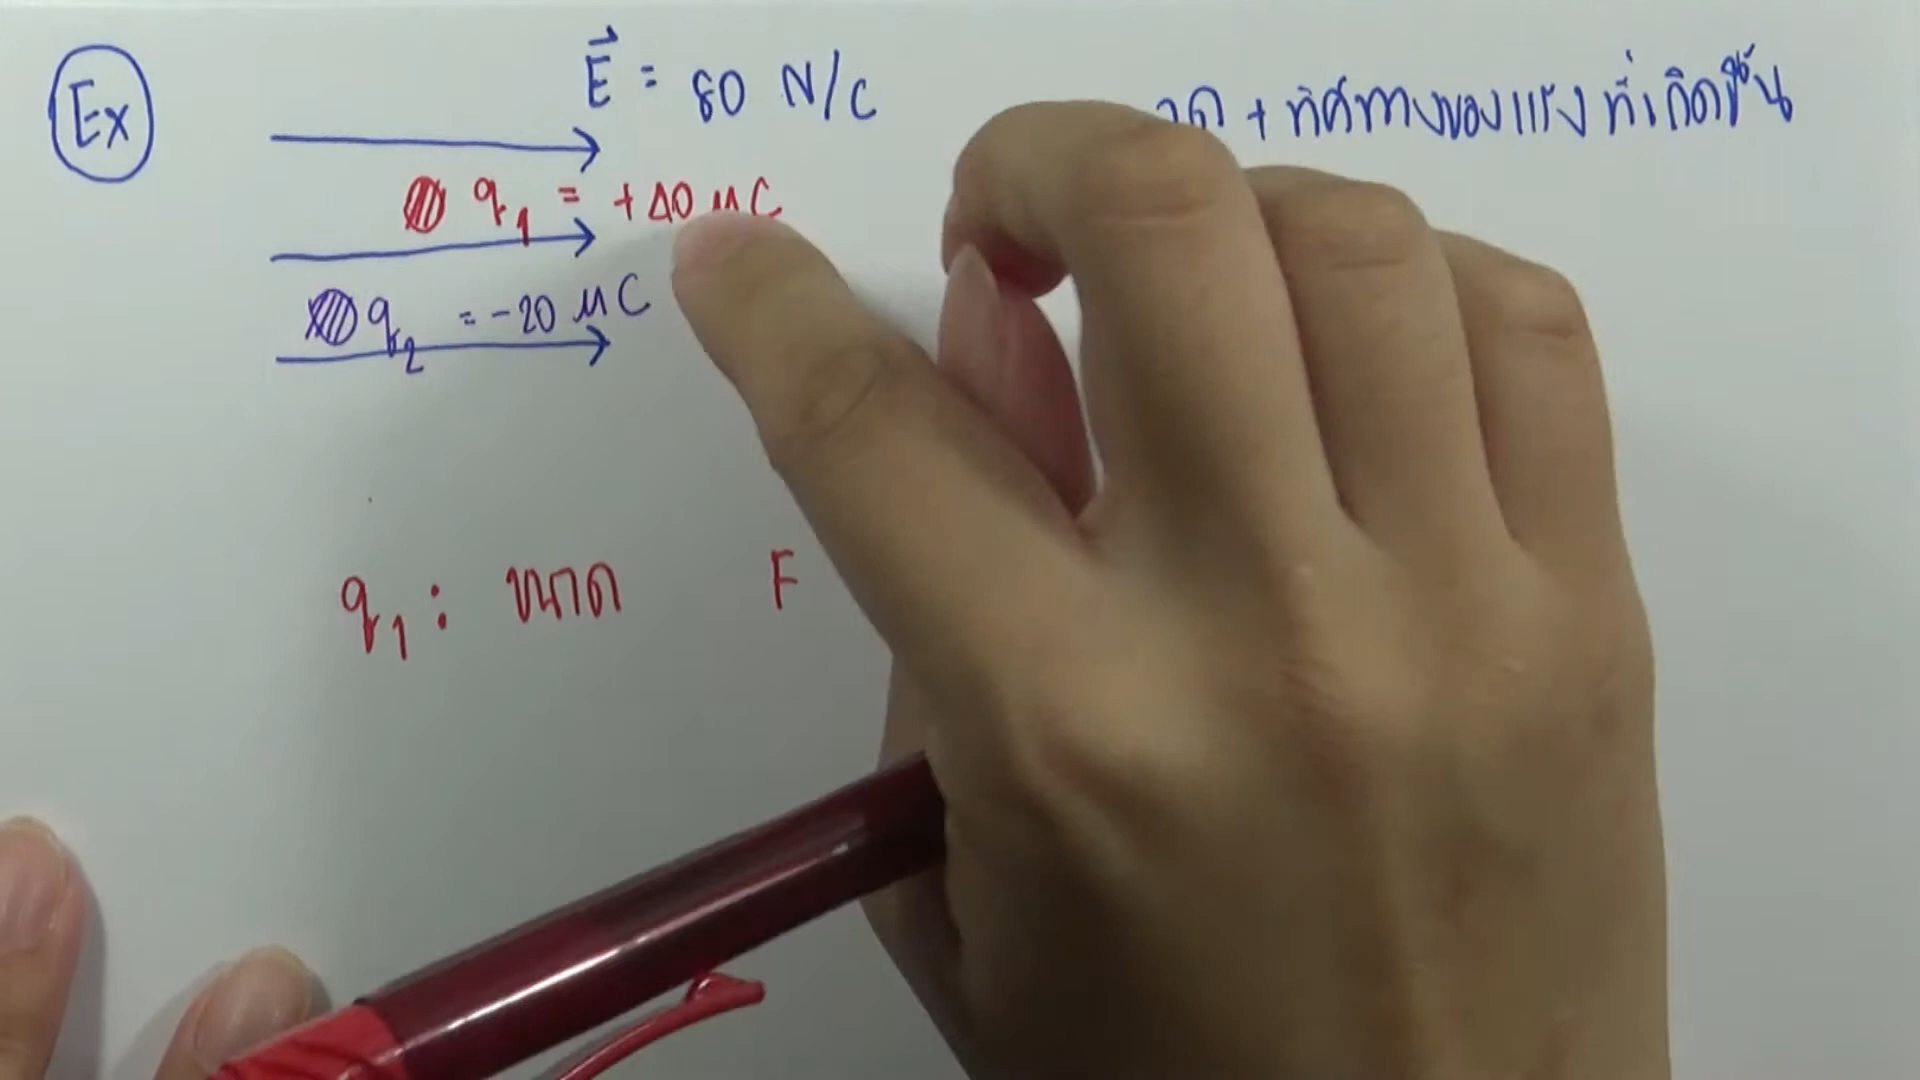 Ex
E = 80 N/C
+ ทิศทางของแรงที่เกิดขึ้น
q1 = +40 μC
q2 = -20 μC
q1 : ขนาด F